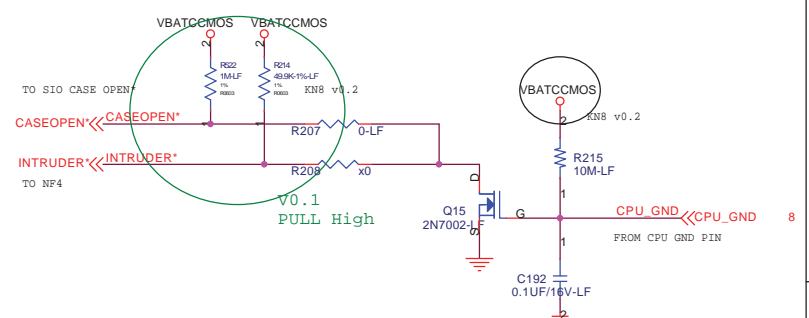 VBATCCMOS VBATCCMOS
2 2
R522 R214
1M-LF 49.9K-1%-LF
1% 1%
R0603 R0603
1 1
TO SIO CASE OPEN*
KN8 v0.2
CASEOPEN* CASEOPEN*
R207 0-LF
INTRUDER* INTRUDER*
R208 x0
TO NF4
V0.1
PULL High
VBATCCMOS
KN8 v0.2
2
R215
10M-LF
1
D
Q15
2N7002-LF
G
S
CPU_GND CPU_GND 8
FROM CPU GND PIN
1
C192
0.1UF/16V-LF
2